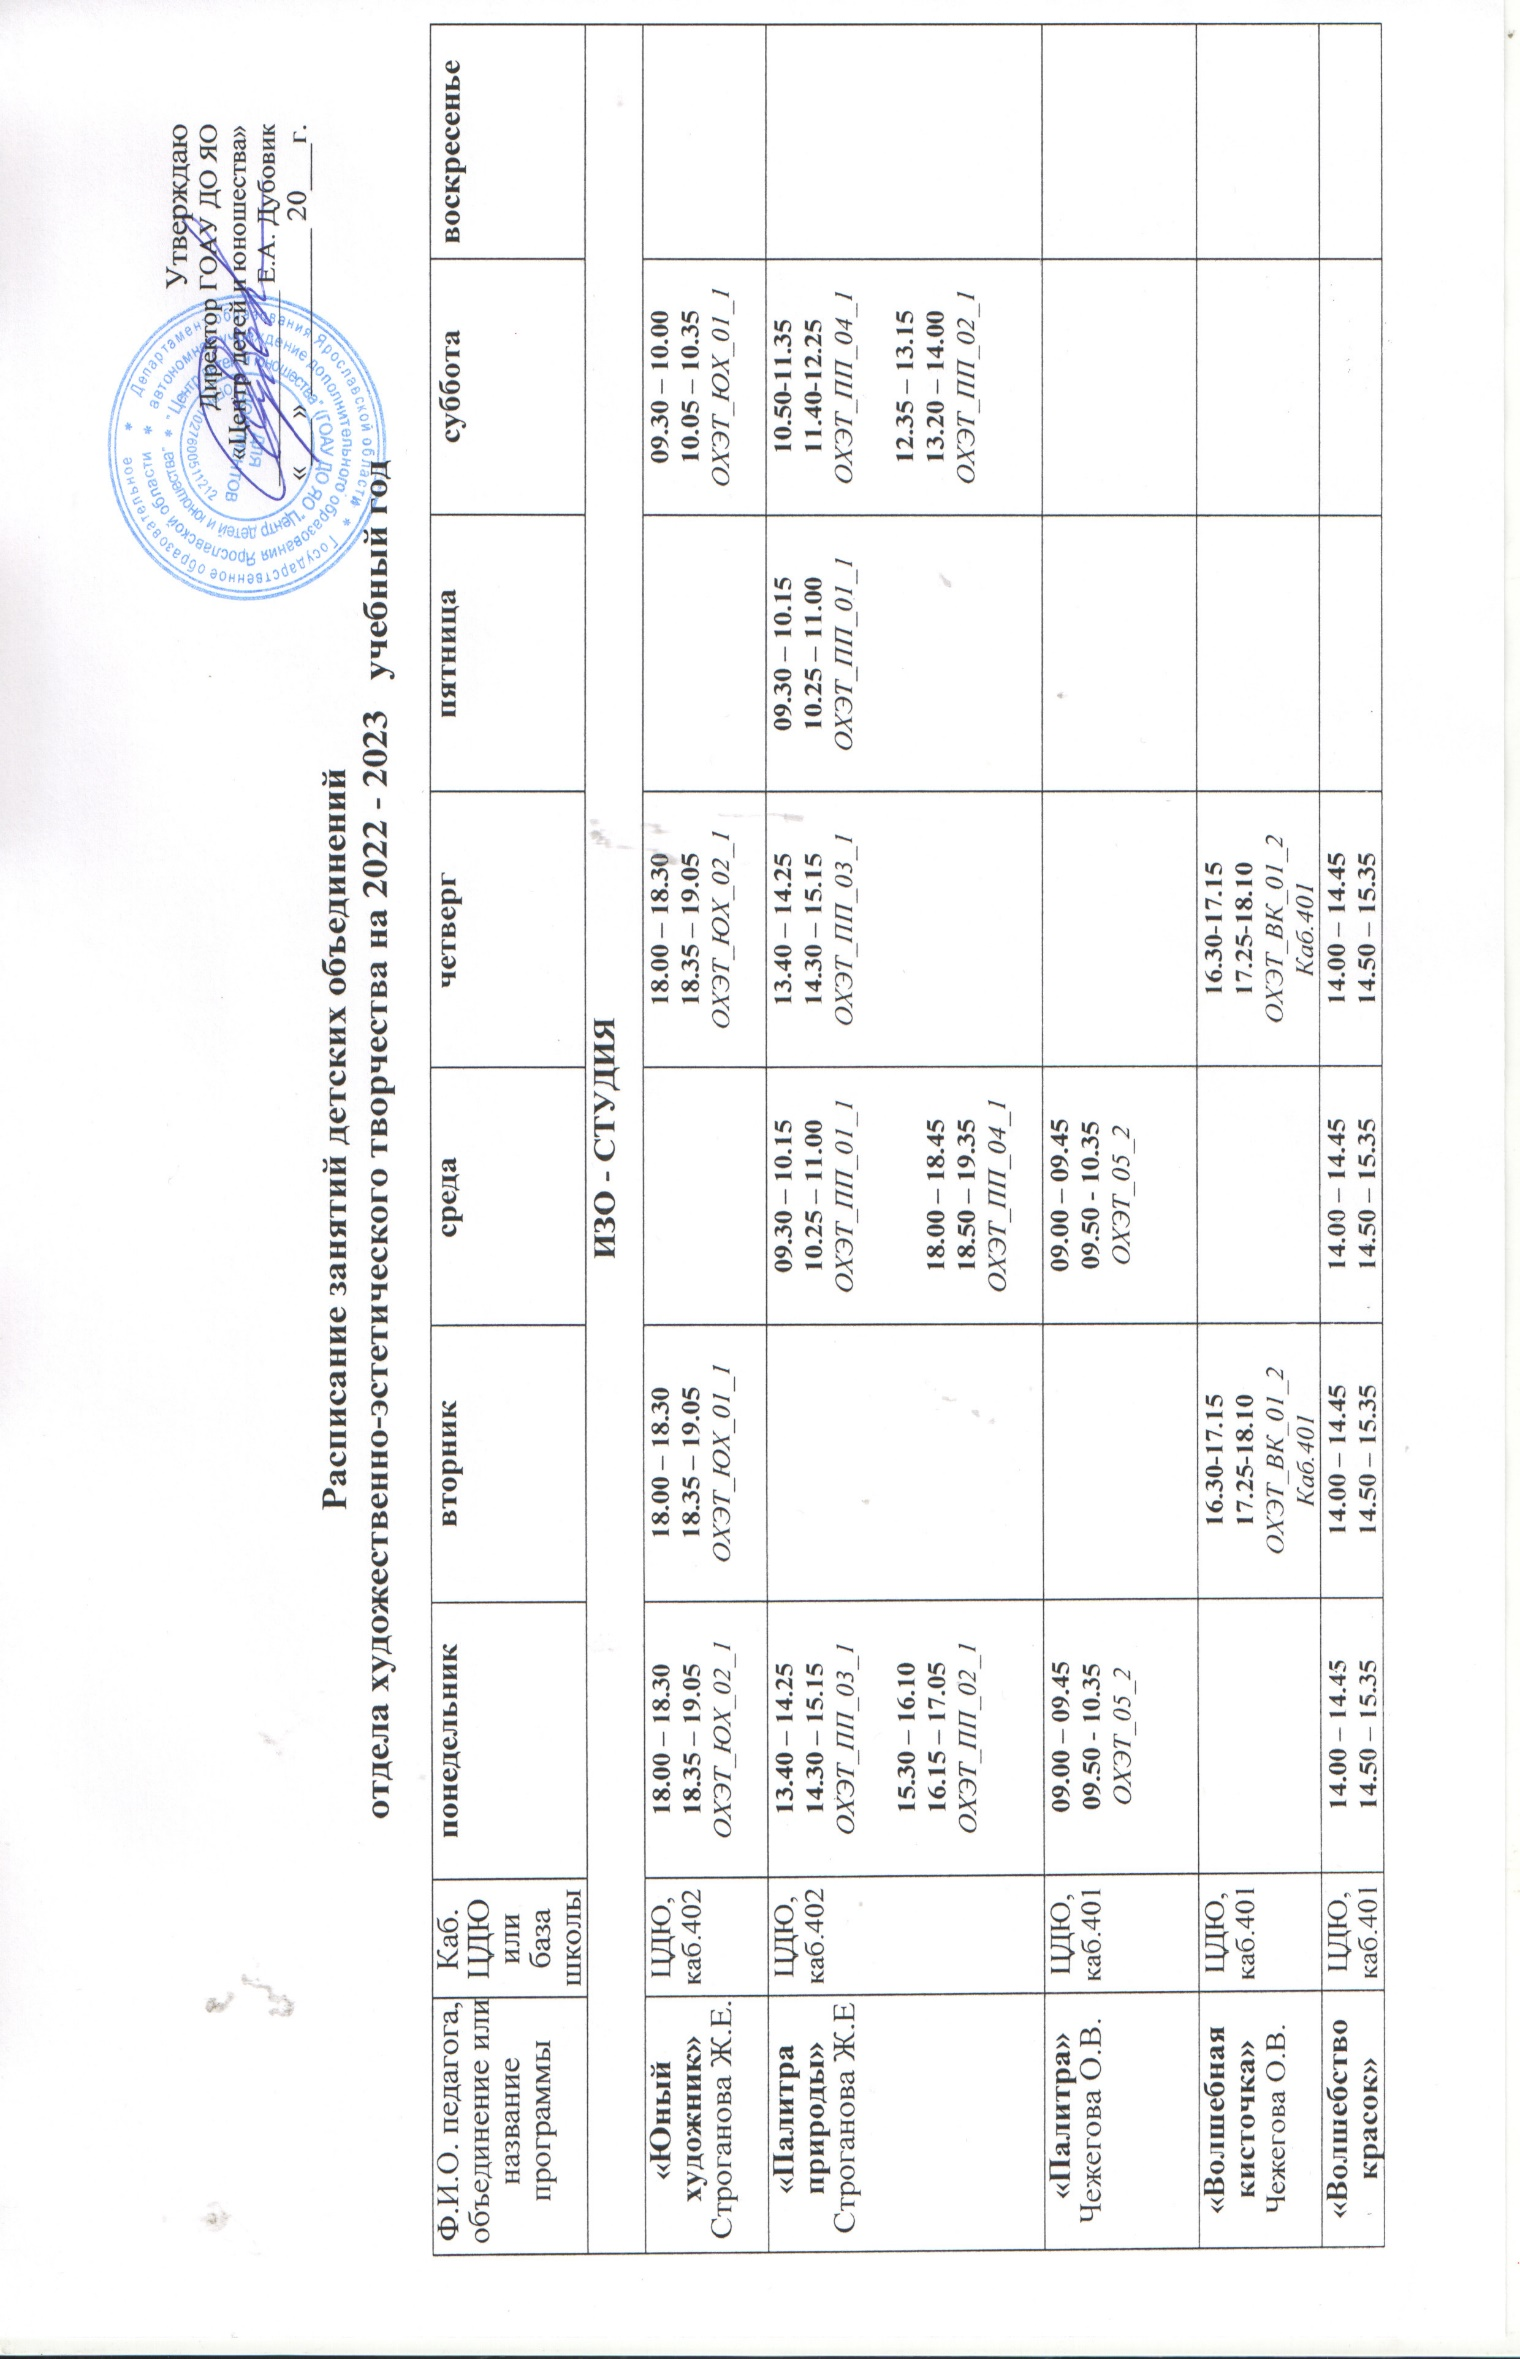 Утверждаю
Директор ГОАУ ДО ЯО
«Центр детей и юношества»
Е.А. Дубовик
«___»__________ 20___г.
Расписание занятий детских объединений
отдела художественно-эстетического творчества на 2022 - 2023 учебный год
Ф.И.О. педагога,
объединение или
название
программы
Каб.
ЦДЮ
или
база
школы
понедельник
вторник
среда
четверг
пятница
суббота
воскресенье
ИЗО - СТУДИЯ
«Юный
художник»
Строганова Ж.Е.
ЦДЮ,
каб.402
18.00 – 18.30
18.35 – 19.05
ОХЭТ_ЮХ_02_1
18.00 – 18.30
18.35 – 19.05
ОХЭТ_ЮХ_01_1
18.00 – 18.30
18.35 – 19.05
ОХЭТ_ЮХ_02_1
09.30 – 10.00
10.05 – 10.35
ОХЭТ_ЮХ_01_1
«Палитра
природы»
Строганова Ж.Е
ЦДЮ,
каб.402
13.40 – 14.25
14.30 – 15.15
ОХЭТ_ПП_03_1
15.30 – 16.10
16.15 – 17.05
ОХЭТ_ПП_02_1
09.30 – 10.15
10.25 – 11.00
ОХЭТ_ПП_01_1
18.00 – 18.45
18.50 – 19.35
ОХЭТ_ПП_04_1
13.40 – 14.25
14.30 – 15.15
ОХЭТ_ПП_03_1
09.30 – 10.15
10.25 – 11.00
ОХЭТ_ПП_01_1
10.50-11.35
11.40-12.25
ОХЭТ_ПП_04_1
12.35 – 13.15
13.20 – 14.00
ОХЭТ_ПП_02_1
«Палитра»
Чежегова О.В.
ЦДЮ,
каб.401
09.00 – 09.45
09.50 - 10.35
ОХЭТ_05_2
09.00 – 09.45
09.50 - 10.35
ОХЭТ_05_2
«Волшебная
кисточка»
Чежегова О.В.
ЦДЮ,
каб.401
16.30-17.15
17.25-18.10
ОХЭТ_ВК_01_2
Каб.401
16.30-17.15
17.25-18.10
ОХЭТ_ВК_01_2
Каб.401
«Волшебство
красок»
ЦДЮ,
каб.401
14.00 – 14.45
14.50 – 15.35
14.00 – 14.45
14.50 – 15.35
14.00 – 14.45
14.50 – 15.35
14.00 – 14.45
14.50 – 15.35